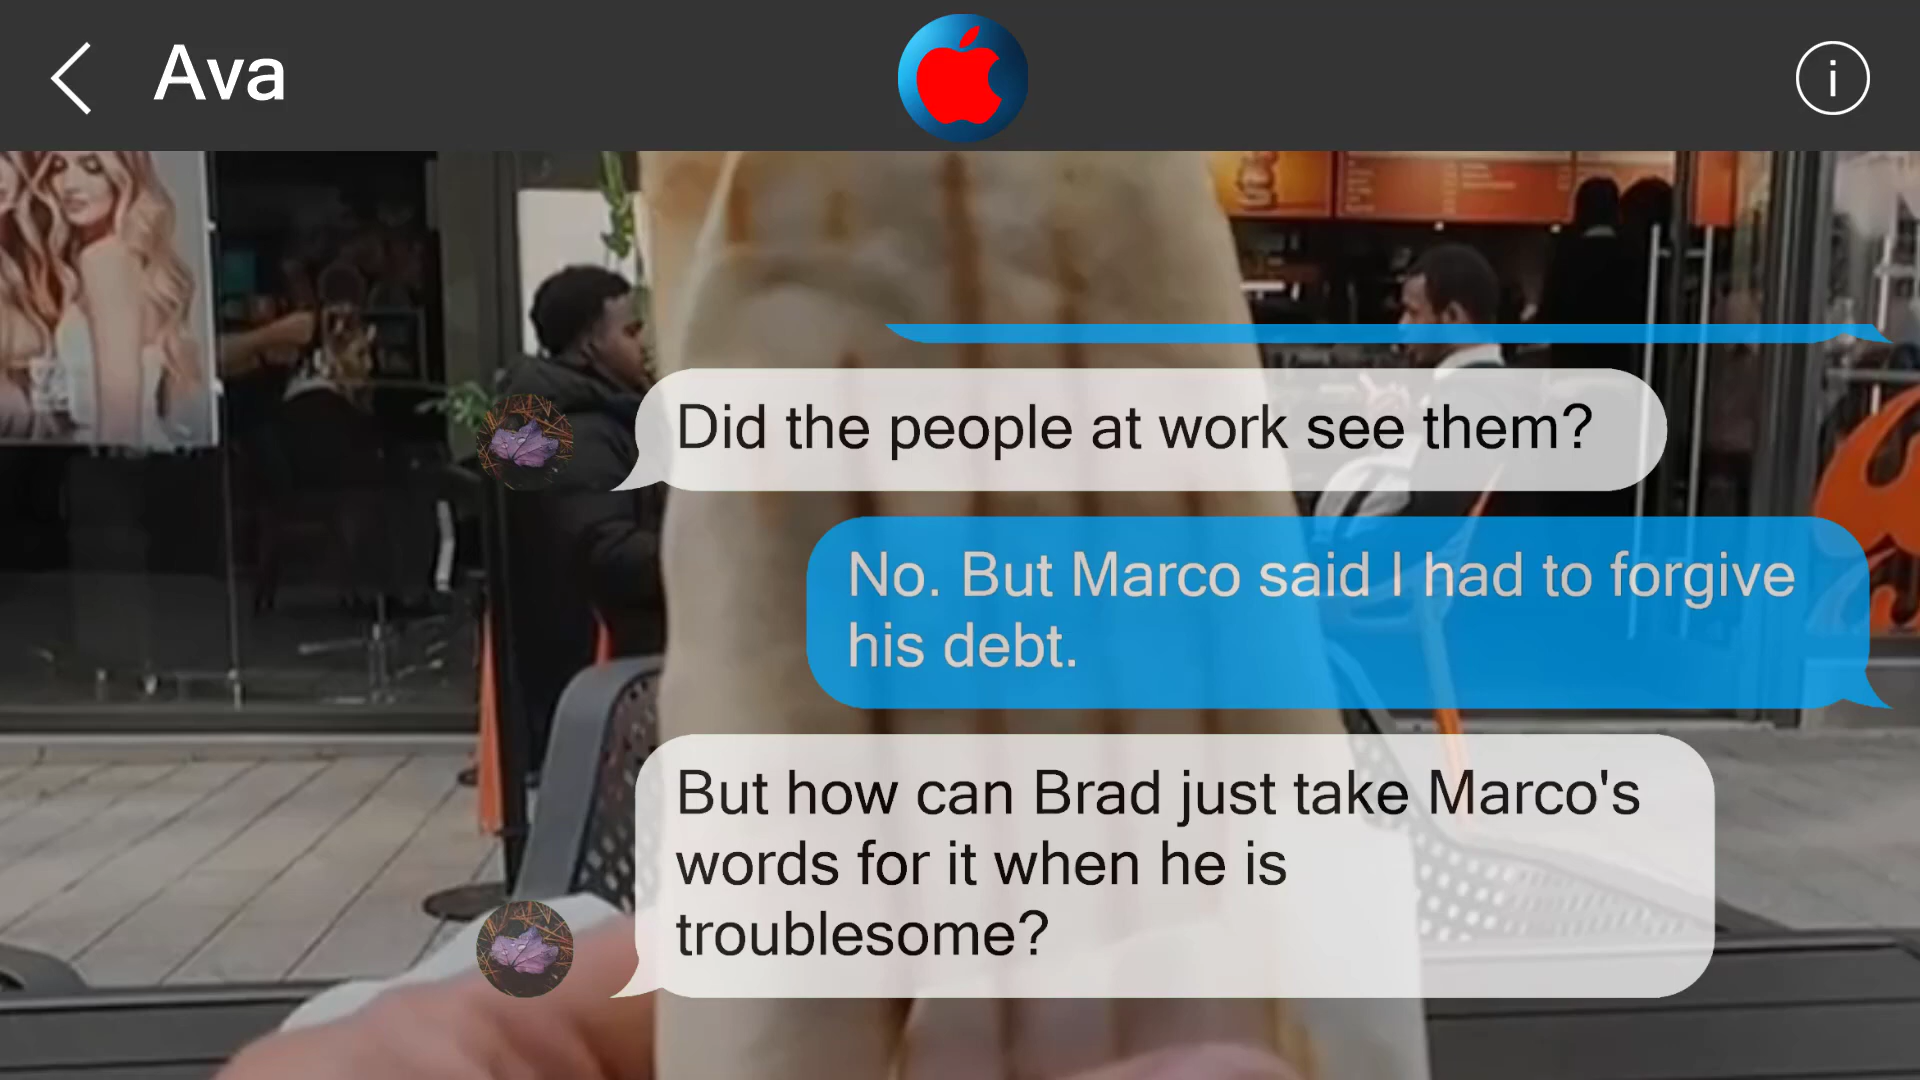 Ava
Did the people at work see them?
No. But Marco said I had to forgive
his debt.
But how can Brad just take Marco's
words for it when he is
troublesome?